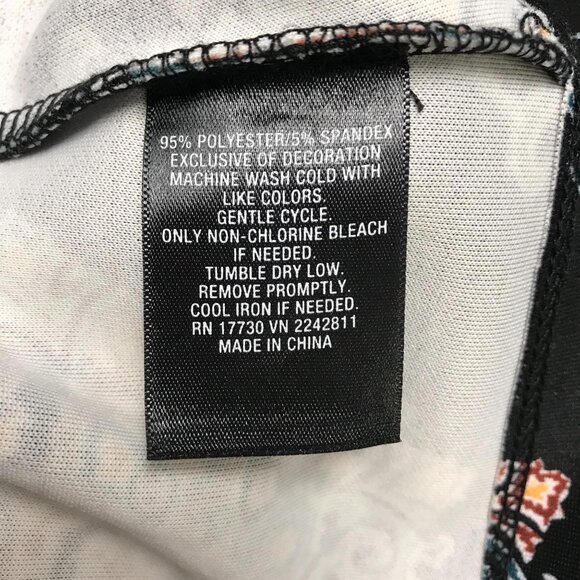 95% POLYESTER/5% SPANDEX
EXCLUSIVE OF DECORATION
MACHINE WASH COLD WITH
LIKE COLORS.
GENTLE CYCLE.
ONLY NON-CHLORINE BLEACH
IF NEEDED.
TUMBLE DRY LOW.
REMOVE PROMPTLY.
COOL IRON IF NEEDED.
RN 17730 VN 2242811
MADE IN CHINA